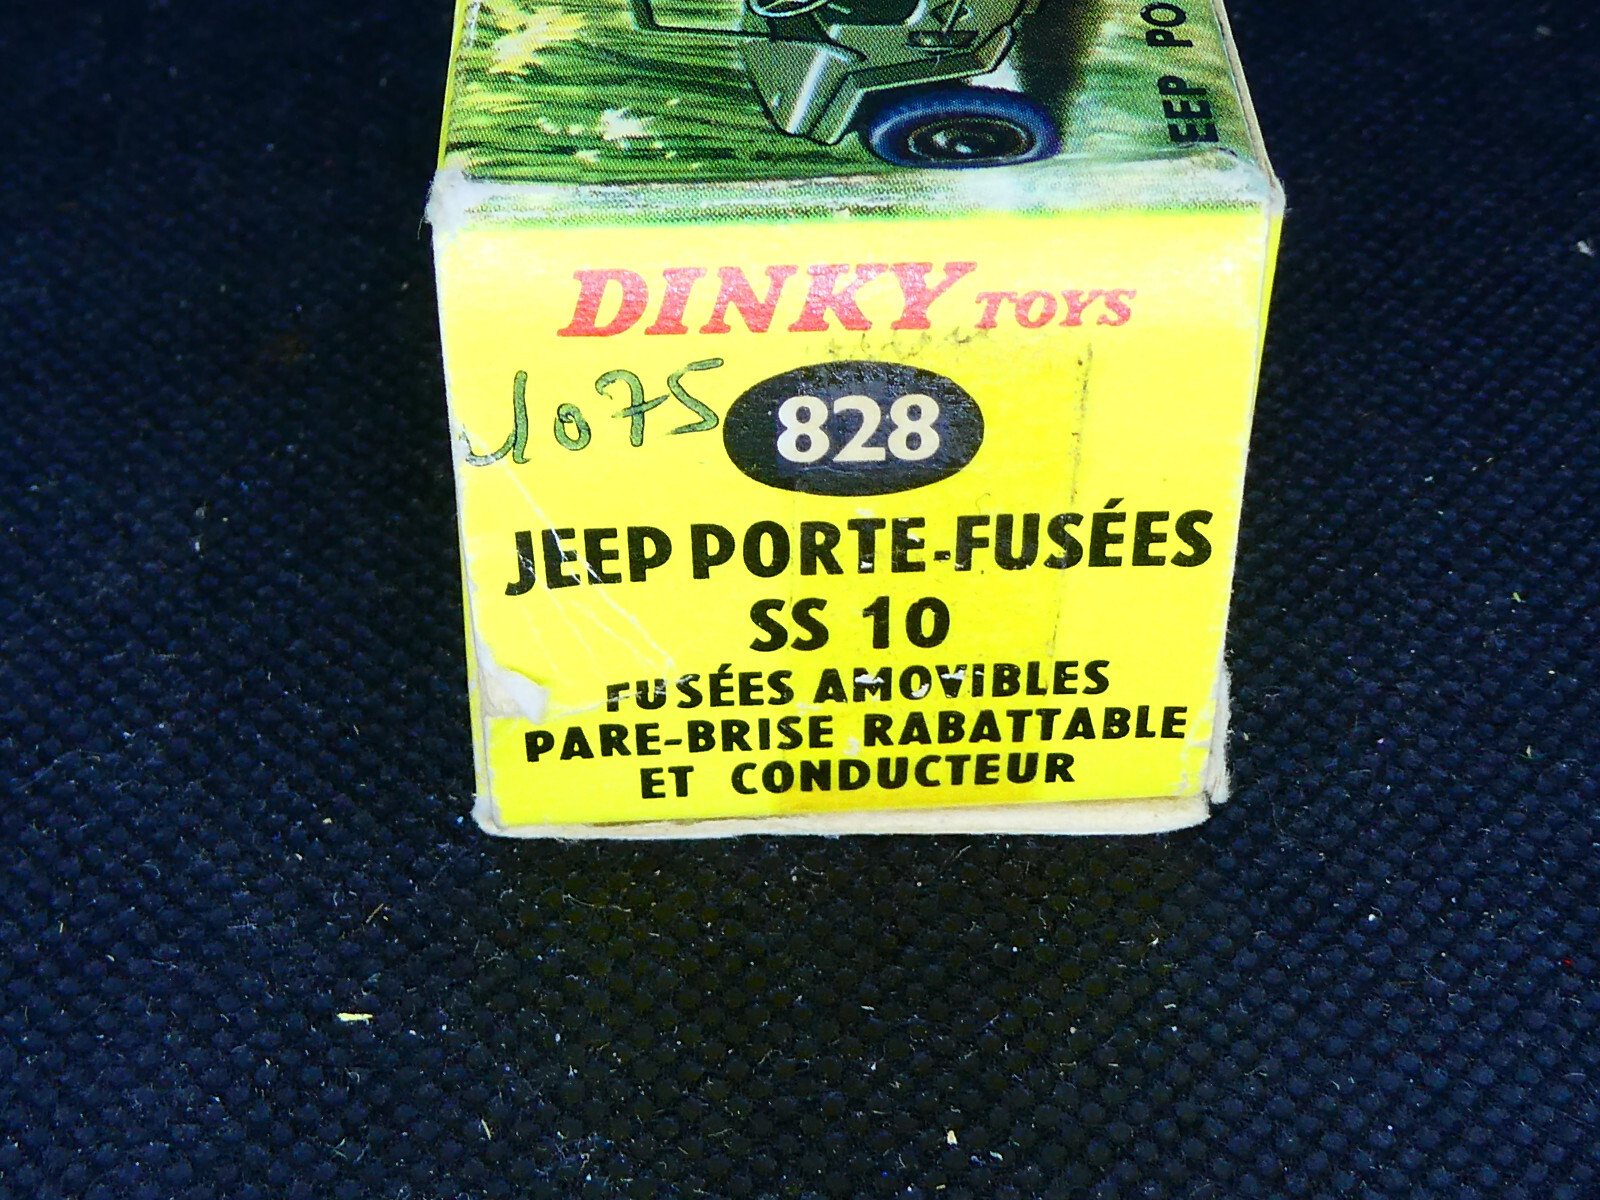 EEP PO
DINKY TOYS
1075
828
JEEP PORTE-FUSÉES
SS 10
FUSÉES AMOVIBLES
PARE-BRISE RABATTABLE
ET CONDUCTEUR